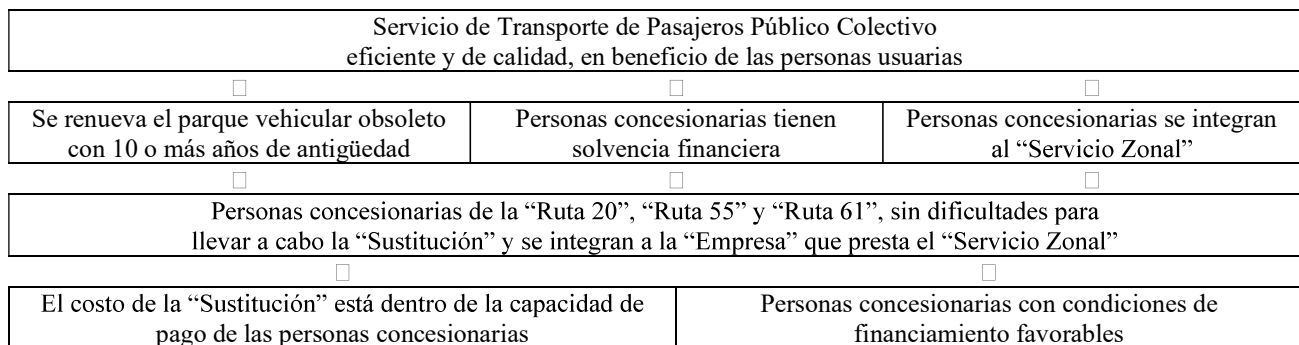 Servicio de Transporte de Pasajeros Público Colectivo
eficiente y de calidad, en beneficio de las personas usuarias
Se renueva el parque vehicular obsoleto
con 10 o más años de antigüedad
Personas concesionarias tienen
solvencia financiera
Personas concesionarias se integran
al “Servicio Zonal”
Personas concesionarias de la “Ruta 20”, “Ruta 55” y “Ruta 61”, sin dificultades para
llevar a cabo la “Sustitución” y se integran a la “Empresa” que presta el “Servicio Zonal”
El costo de la “Sustitución” está dentro de la capacidad de
pago de las personas concesionarias
Personas concesionarias con condiciones de
financiamiento favorables